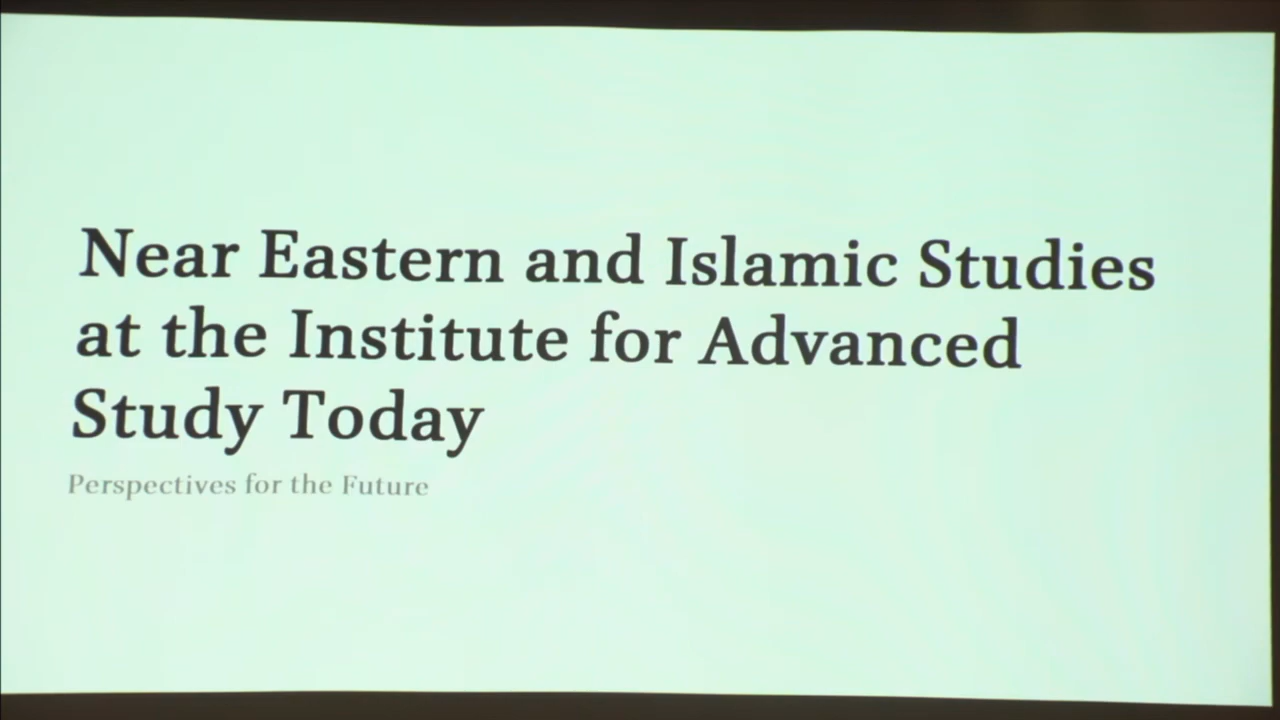 Near Eastern and Islamic Studies
at the Institute for Advanced
Study Today
Perspectives for the Future